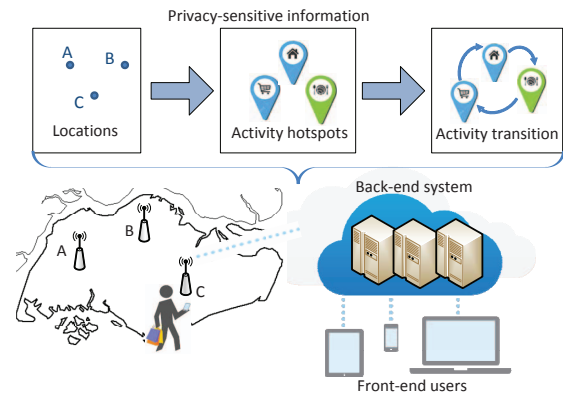 Privacy-sensitive information
A
B
C
Locations
Activity hotspots
Activity transition
Back-end system
B
A
C
Front-end users